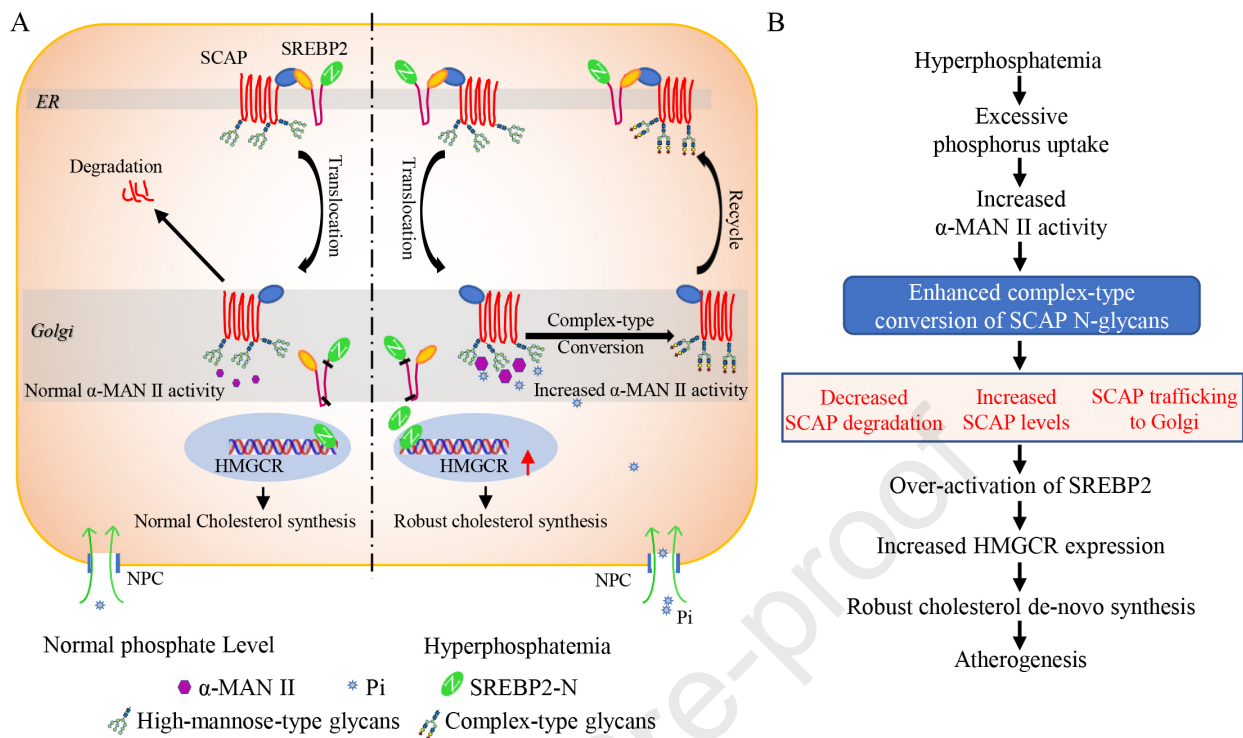 A
SCAP
SREBP2
ER
Degradation
Translocation
Translocation
Recycle
Golgi
Complex-type
Conversion
Normal α-MAN II activity
Increased α-MAN II activity
HMGCR
HMGCR
Normal Cholesterol synthesis
Robust cholesterol synthesis
NPC
NPC
Pi
Normal phosphate Level
Hyperphosphatemia
α-MAN II
Pi
SREBP2-N
High-mannose-type glycans
Complex-type glycans
B
Hyperphosphatemia
Excessive
phosphorus uptake
Increased
α-MAN II activity
Enhanced complex-type
conversion of SCAP N-glycans
Decreased
SCAP degradation
Increased
SCAP levels
SCAP trafficking
to Golgi
Over-activation of SREBP2
Increased HMGCR expression
Robust cholesterol de-novo synthesis
Atherogenesis
re-proof